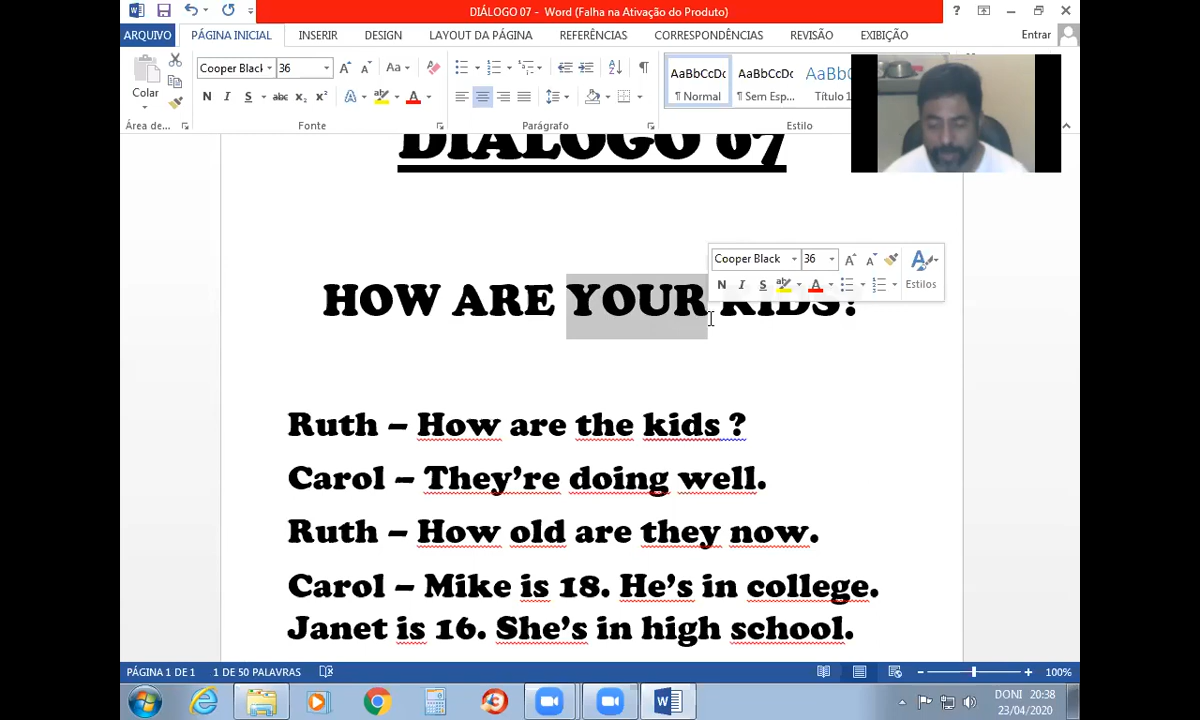 DIÁLOGO 07 - Word (Falha na Ativação do Produto)
ARQUIVO PÁGINA INICIAL INSERIR DESIGN LAYOUT DA PÁGINA REFERÊNCIAS CORRESPONDÊNCIAS REVISÃO EXIBIÇÃO Entrar
Cooper Black 36
Colar
AaBbCcDc AaBbCcDc AaBbC
¶ Normal ¶ Sem Esp... Título 1
Área de... Fonte Parágrafo Estilo
DIÁLOGO 07
Cooper Black 36
Estilos
HOW ARE YOUR KIDS?
Ruth – How are the kids ?
Carol – They’re doing well.
Ruth – How old are they now.
Carol – Mike is 18. He’s in college.
Janet is 16. She’s in high school.
PÁGINA 1 DE 1 1 DE 50 PALAVRAS 100%
DONI 20:38
23/04/2020